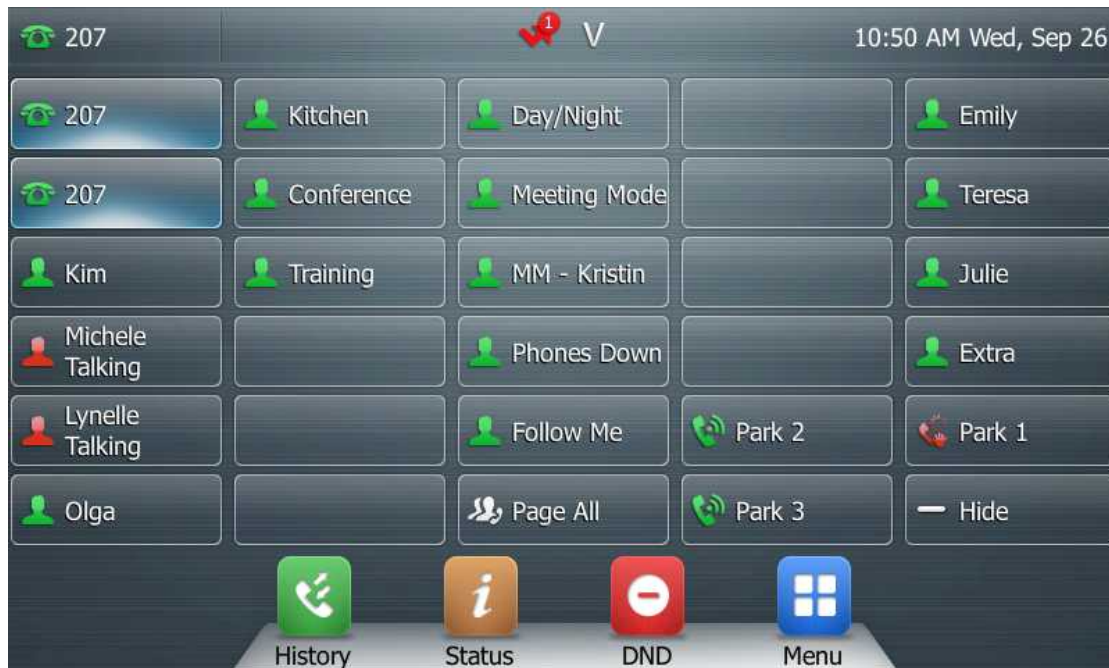 207
1
V
10:50 AM Wed, Sep 26
207
Kitchen
Day/Night
Emily
207
Conference
Meeting Mode
Teresa
Kim
Training
MM - Kristin
Julie
Michele
Talking
Phones Down
Extra
Lynelle
Talking
Follow Me
Park 2
Park 1
Olga
Page All
Park 3
Hide
History
Status
DND
Menu